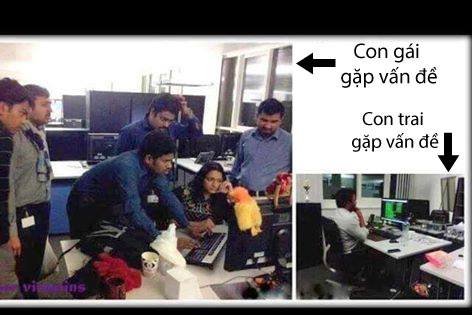 Con gái
gặp vấn đề
Con trai
gặp vấn đề